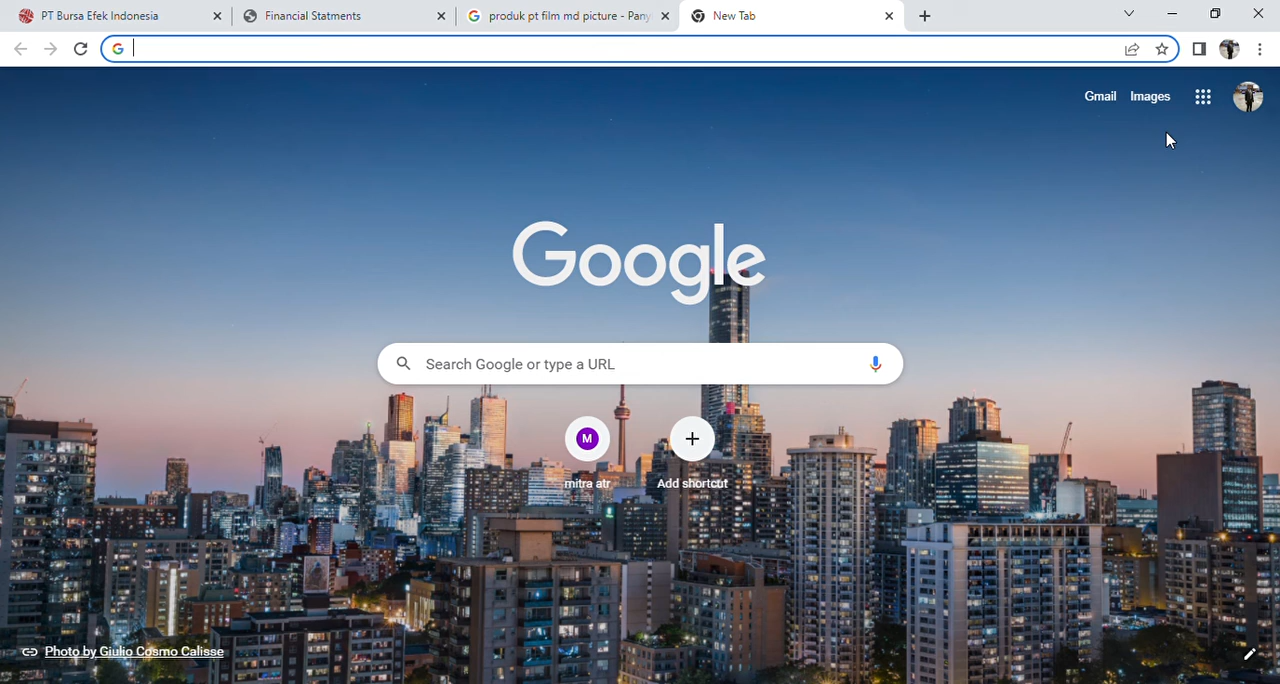 PT Bursa Efek Indonesia
Financial Statments
produk pt film md picture - Pany
New Tab
Gmail Images
Google
Search Google or type a URL
M
mitra atr
Add shortcut
Photo by Giulio Cosmo Calisse